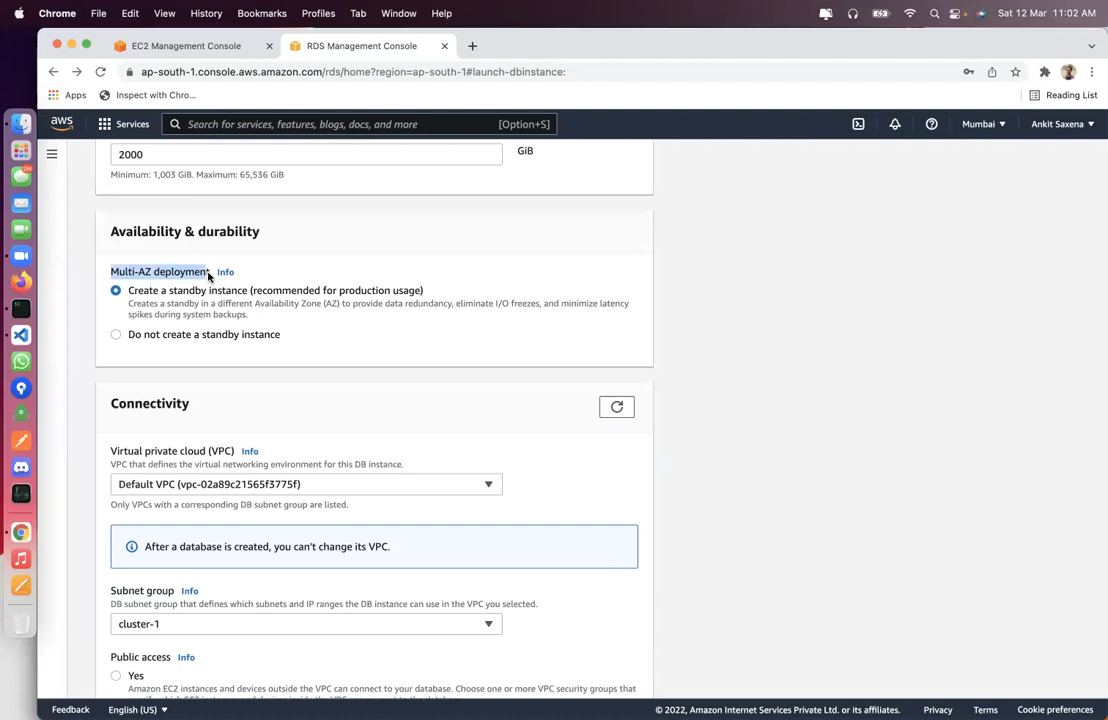 Chrome File Edit View History Bookmarks Profiles Tab Window Help Sat 12 Mar 11:02 AM
EC2 Management Console
RDS Management Console
ap-south-1.console.aws.amazon.com/rds/home?region=ap-south-1#launch-dbinstance:
Apps Inspect with Chro... Reading List
aws Services Search for services, features, blogs, docs, and more [Option+S] Mumbai Ankit Saxena
2000 GiB
Minimum: 1,003 GiB. Maximum: 65,536 GiB
Availability & durability
Multi-AZ deployment Info
Create a standby instance (recommended for production usage)
Creates a standby in a different Availability Zone (AZ) to provide data redundancy, eliminate I/O freezes, and minimize latency
spikes during system backups.
Do not create a standby instance
Connectivity
Virtual private cloud (VPC) Info
VPC that defines the virtual networking environment for this DB instance.
Default VPC (vpc-02a89c21565f3775f)
Only VPCs with a corresponding DB subnet group are listed.
After a database is created, you can't change its VPC.
Subnet group Info
DB subnet group that defines which subnets and IP ranges the DB instance can use in the VPC you selected.
cluster-1
Public access Info
Yes
Amazon EC2 instances and devices outside the VPC can connect to your database. Choose one or more VPC security groups that
Feedback English (US) © 2022, Amazon Internet Services Private Ltd. or its affiliates. Privacy Terms Cookie preferences